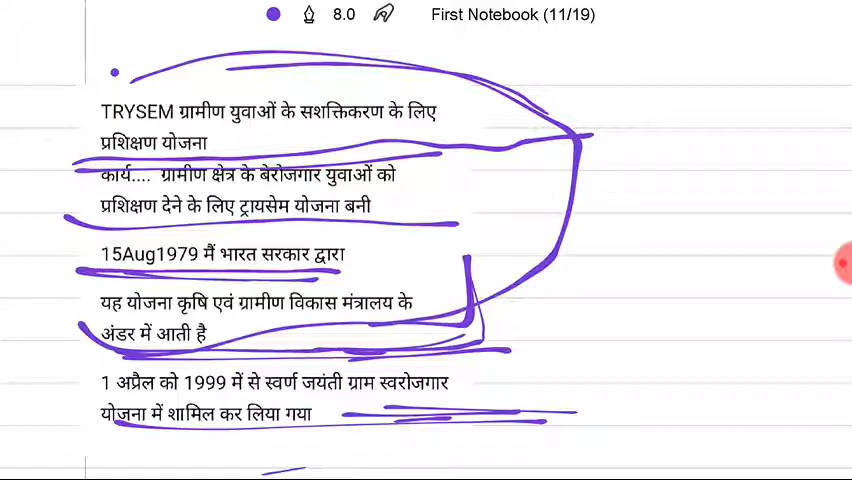 8.0 First Notebook (11/19)
TRYSEM ग्रामीण युवाओं के सशक्तिकरण के लिए
प्रशिक्षण योजना
कार्य.... ग्रामीण क्षेत्र के बेरोजगार युवाओं को
प्रशिक्षण देने के लिए ट्रायसेम योजना बनी
15Aug1979 मैं भारत सरकार द्वारा
यह योजना कृषि एवं ग्रामीण विकास मंत्रालय के
अंडर में आती है
1 अप्रैल को 1999 में से स्वर्ण जयंती ग्राम स्वरोजगार
योजना में शामिल कर लिया गया